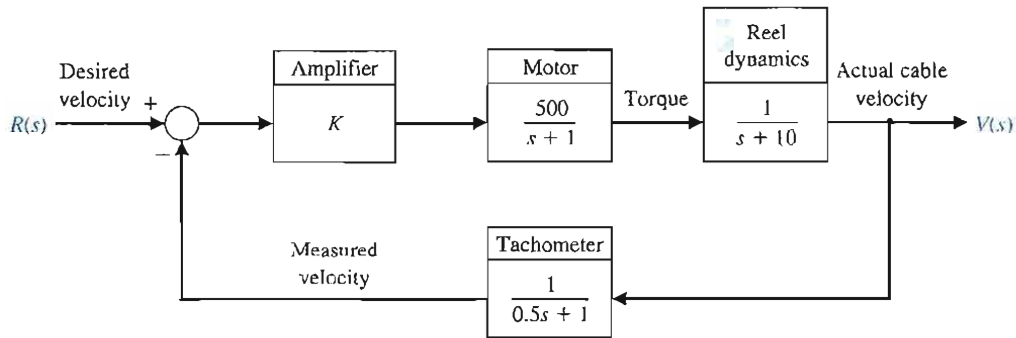 Desired
velocity
+
R(s)
−
Amplifier
K
Motor
500
s + 1
Torque
Reel
dynamics
1
s + 10
Actual cable
velocity
V(s)
Measured
velocity
Tachometer
1
0.5s + 1